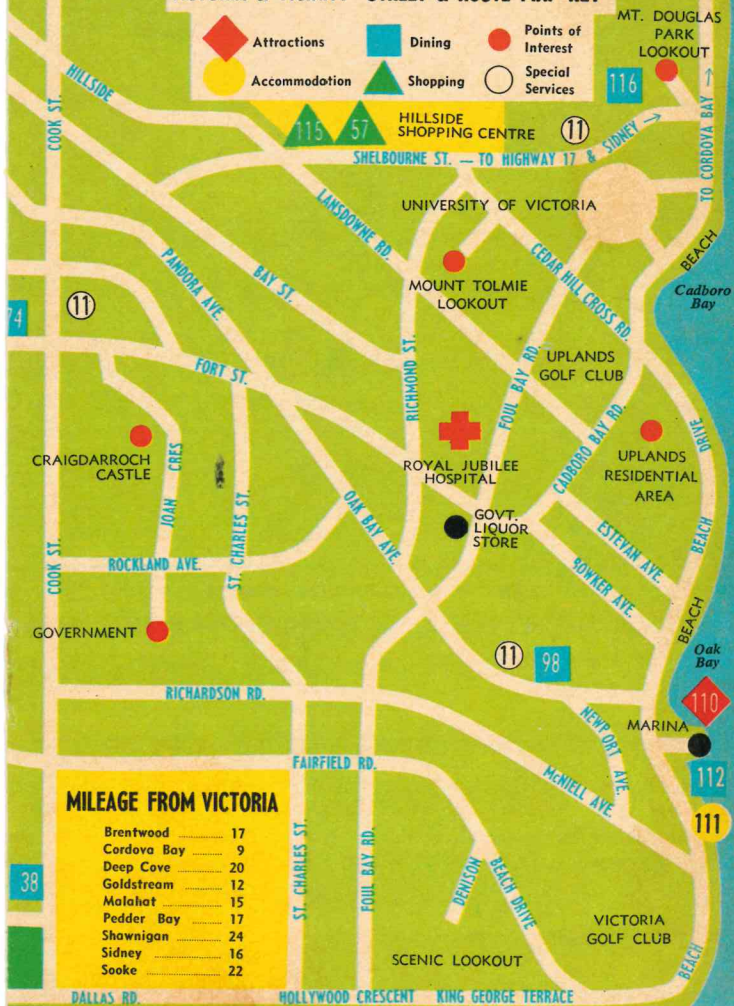 Attractions
Dining
Points of
Interest
Accommodation
Shopping
Special
Services
MT. DOUGLAS
PARK
LOOKOUT
116
HILLSIDE
COOK ST.
115
57
HILLSIDE
SHOPPING CENTRE
11
SHELBOURNE ST. — TO HIGHWAY 17 & SIDNEY →
TO CORDOVA BAY →
LANSDOWNE RD.
UNIVERSITY OF VICTORIA
PANDORA AVE.
BAY ST.
MOUNT TOLMIE
LOOKOUT
CEDAR HILL CROSS RD.
BEACH
Cadboro
Bay
74
11
FORT ST.
RICHMOND ST.
FOUL BAY RD.
UPLANDS
GOLF CLUB
CADBORO BAY RD.
DRIVE
CRAIGDARROCH
CASTLE
JOAN CRES
ROYAL JUBILEE
HOSPITAL
UPLANDS
RESIDENTIAL
AREA
ST. CHARLES ST.
OAK BAY AVE.
GOVT.
LIQUOR
STORE
ESTEVAN AVE.
BOWKER AVE.
BEACH
COOK ST.
ROCKLAND AVE.
GOVERNMENT
BEACH
Oak
Bay
11
98
110
RICHARDSON RD.
NEWPORT AVE.
MARINA
FAIRFIELD RD.
McNIELL AVE.
112
111
MILEAGE FROM VICTORIA
Brentwood ............ 17
Cordova Bay ........ 9
Deep Cove .......... 20
Goldstream .......... 12
Malahat .............. 15
Pedder Bay ........ 17
Shawnigan .......... 24
Sidney ................ 16
Sooke ................ 22
38
ST. CHARLES ST.
FOUL BAY RD.
DENISON
BEACH DRIVE
VICTORIA
GOLF CLUB
SCENIC LOOKOUT
BEACH
DALLAS RD.
HOLLYWOOD CRESCENT
KING GEORGE TERRACE